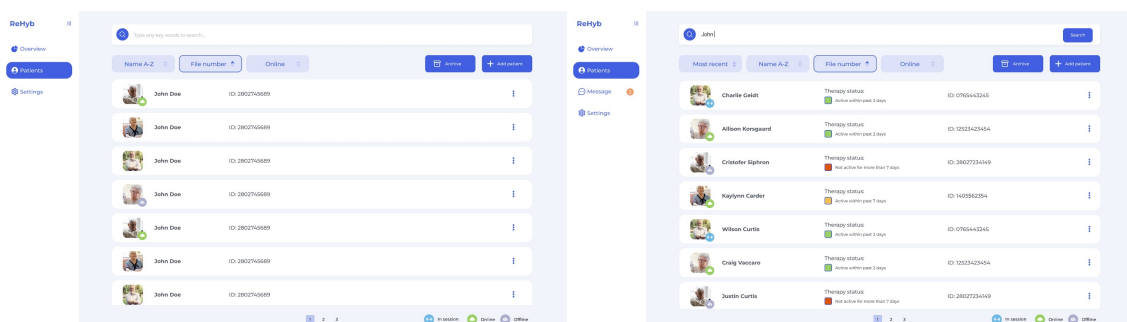 ReHyb
Type any key words to search...
Overview
Name A-Z File number Online Archive Add patient
Patients
Settings
John Doe ID: 2802745689
John Doe ID: 2802745689
John Doe ID: 2802745689
John Doe ID: 2802745689
John Doe ID: 2802745689
John Doe ID: 2802745689
John Doe ID: 2802745689
1 2 3 In session Online Offline
ReHyb
John Search
Overview
Most recent Name A-Z File number Online Archive Add patient
Patients
Message 2
Settings
Therapy status:
Charlie Geidt ID: 0765443245
Active within past 2 days
Therapy status:
Allison Korsgaard ID: 12523423454
Active within past 2 days
Therapy status:
Cristofer Siphron ID: 28027234149
Not active for more than 7 days
Therapy status:
Kaylynn Carder ID: 1405562354
Active within past 7 days
Therapy status:
Wilson Curtis ID: 0765443245
Active within past 2 days
Therapy status:
Craig Vaccaro ID: 12523423454
Active within past 2 days
Therapy status:
Justin Curtis ID: 28027234149
Not active for more than 7 days
1 2 3 In session Online Offline